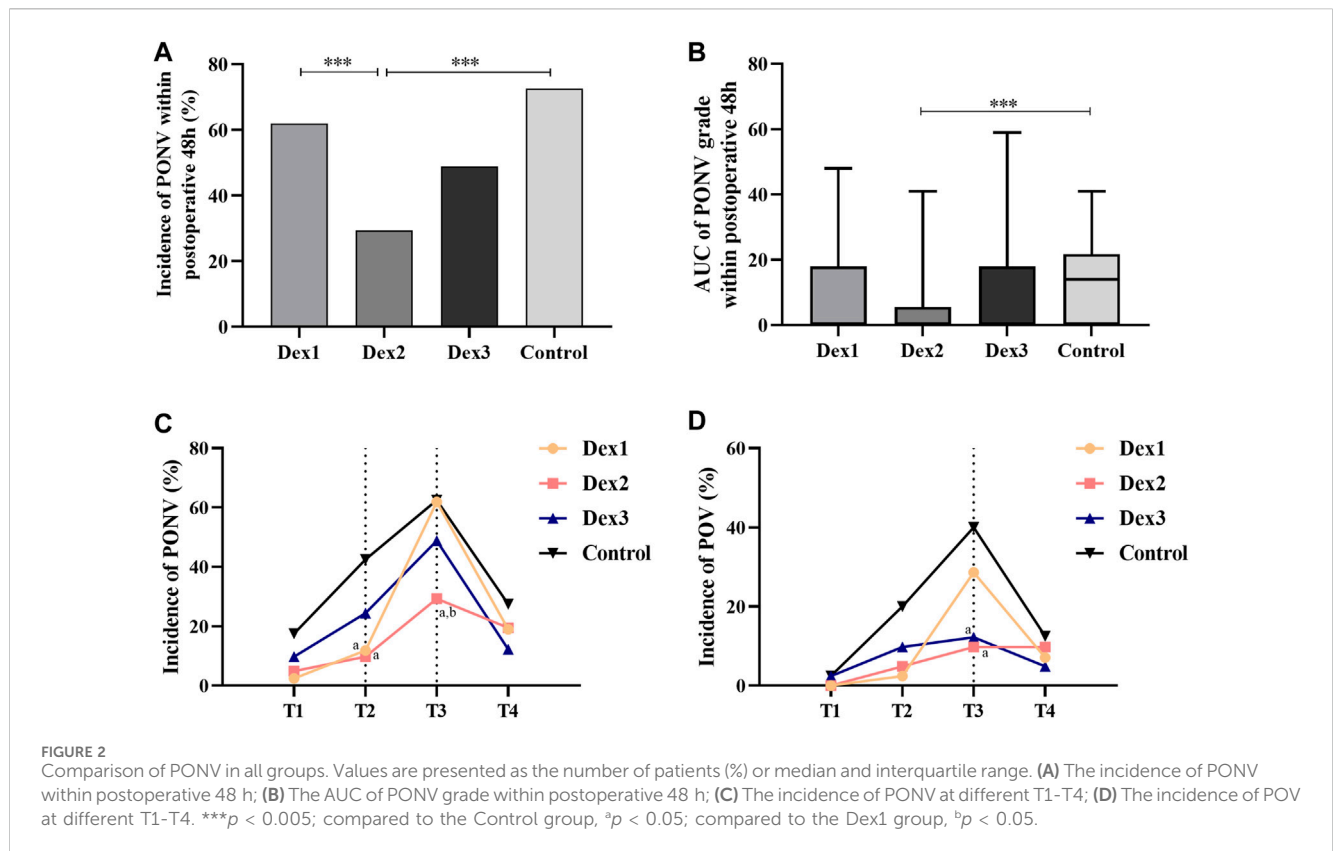 A
Incidence of PONV within
postoperative 48h (%)
80
60
40
20
0
***
***
Dex1 Dex2 Dex3 Control
B
AUC of PONV grade
within postoperative 48h
80
60
40
20
0
***
Dex1 Dex2 Dex3 Control
C
Incidence of PONV (%)
80
60
40
20
0
a
a
a,b
T1 T2 T3 T4
Dex1
Dex2
Dex3
Control
D
Incidence of POV (%)
60
40
20
0
a
a
T1 T2 T3 T4
Dex1
Dex2
Dex3
Control
FIGURE 2
Comparison of PONV in all groups. Values are presented as the number of patients (%) or median and interquartile range. (A) The incidence of PONV
within postoperative 48 h; (B) The AUC of PONV grade within postoperative 48 h; (C) The incidence of PONV at different T1-T4; (D) The incidence of POV
at different T1-T4. ***p < 0.005; compared to the Control group, ᵃp < 0.05; compared to the Dex1 group, ᵇp < 0.05.